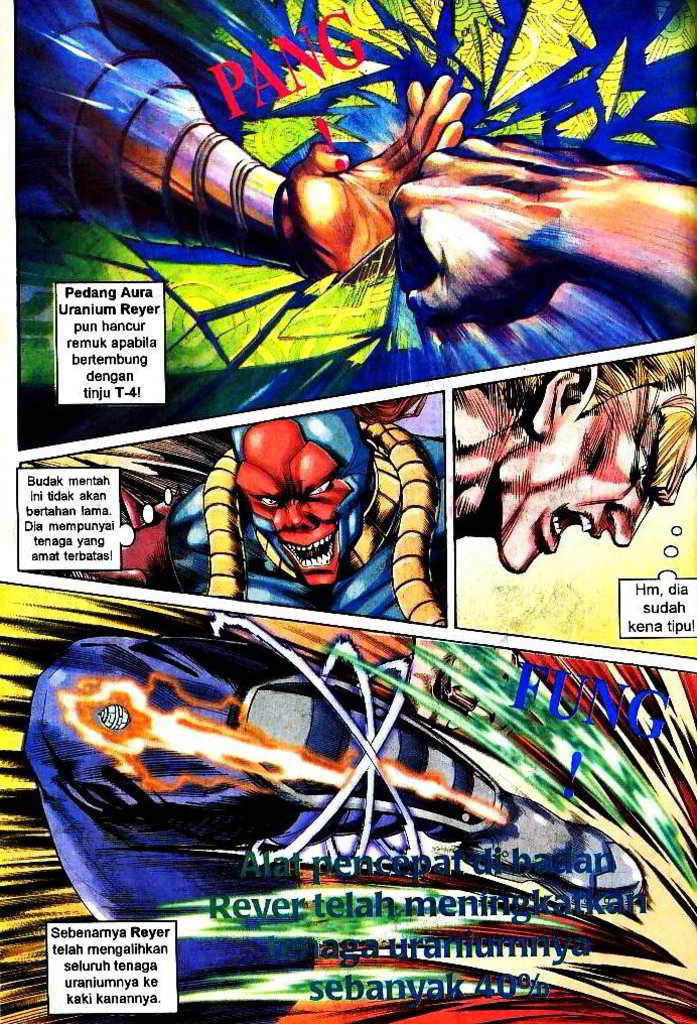 PANG
!
Pedang Aura
Uranium Reyer
pun hancur
remuk apabila
bertembung
dengan
tinju T-4!
Budak mentah
ini tidak akan
bertahan lama.
Dia mempunyai
tenaga yang
amat terbatas!
Hm, dia
sudah
kena tipu!
FUNG
!
Alat pencepat di badan
Reyer telah meningkatkan
tenaga uraniumnya
sebanyak 40%
Sebenarnya Reyer
telah mengalihkan
seluruh tenaga
uraniumnya ke
kaki kanannya.